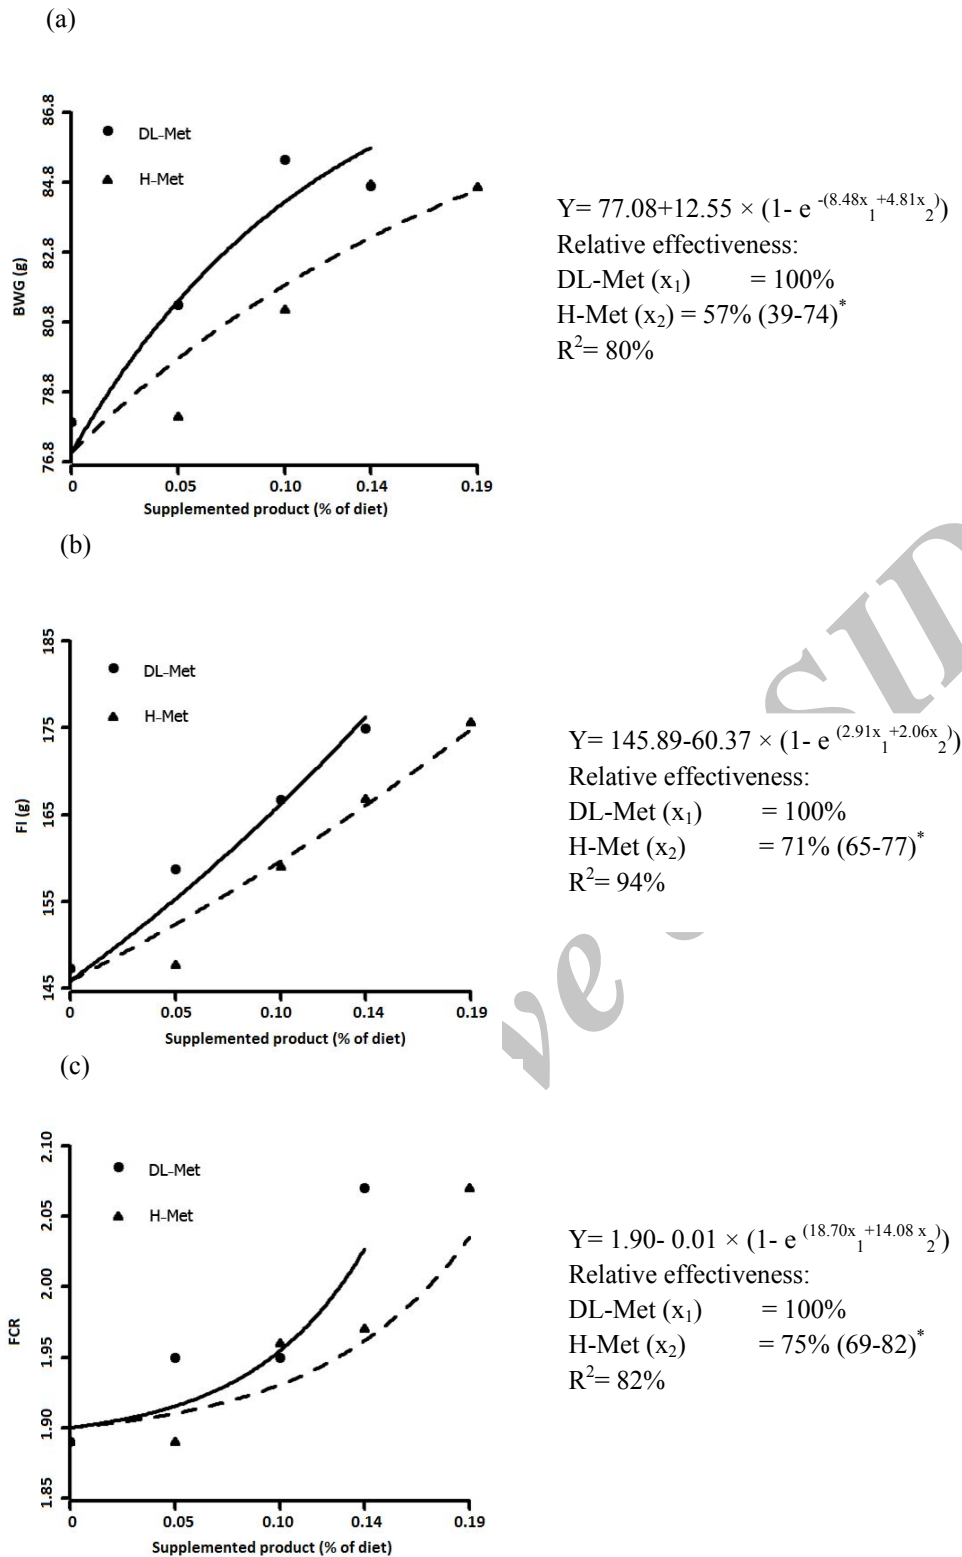 (a)
86.8
84.8
82.8
80.8
78.8
76.8
BWG (g)
DL-Met
H-Met
0 0.05 0.10 0.14 0.19
Supplemented product (% of diet)
Y= 77.08+12.55 × (1- e -(8.48x1+4.81x2))
Relative effectiveness:
DL-Met (x1) = 100%
H-Met (x2) = 57% (39-74)*
R2= 80%
(b)
185
175
165
155
145
FI (g)
DL-Met
H-Met
0 0.05 0.10 0.14 0.19
Supplemented product (% of diet)
Y= 145.89-60.37 × (1- e (2.91x1+2.06x2))
Relative effectiveness:
DL-Met (x1) = 100%
H-Met (x2) = 71% (65-77)*
R2= 94%
(c)
2.10
2.05
2.00
1.95
1.90
1.85
FCR
DL-Met
H-Met
0 0.05 0.10 0.14 0.19
Supplemented product (% of diet)
Y= 1.90- 0.01 × (1- e (18.70x1+14.08 x2))
Relative effectiveness:
DL-Met (x1) = 100%
H-Met (x2) = 75% (69-82)*
R2= 82%